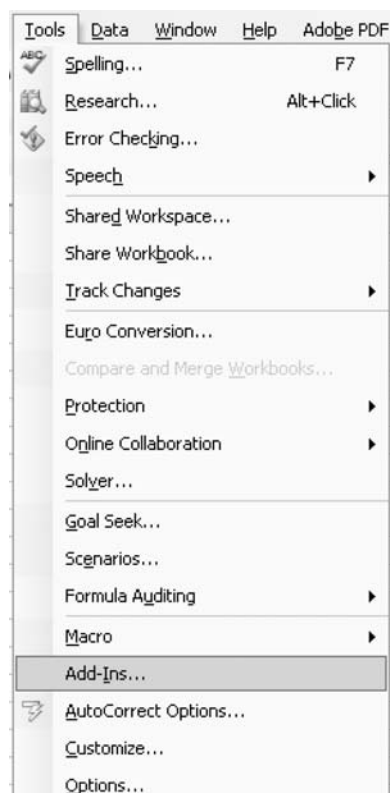 Tools Data Window Help Adobe PDF
ABC Spelling... F7
Research... Alt+Click
Error Checking...
Speech
Shared Workspace...
Share Workbook...
Track Changes
Euro Conversion...
Compare and Merge Workbooks...
Protection
Online Collaboration
Solver...
Goal Seek...
Scenarios...
Formula Auditing
Macro
Add-Ins...
AutoCorrect Options...
Customize...
Options...